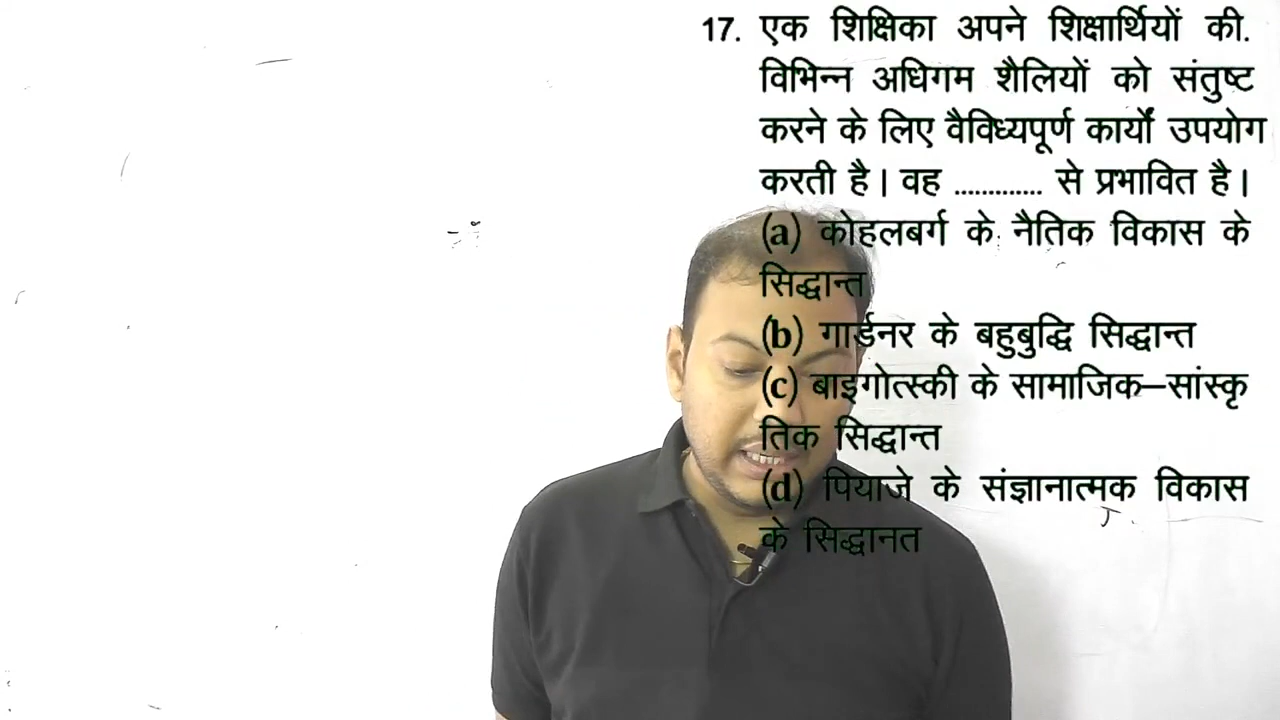 17. एक शिक्षिका अपने शिक्षार्थियों की.
विभिन्न अधिगम शैलियों को संतुष्ट
करने के लिए वैविध्यपूर्ण कार्यों उपयोग
करती है। वह ............. से प्रभावित है।
(a) कोहलबर्ग के नैतिक विकास के
सिद्धान्त
(b) गार्डनर के बहुबुद्धि सिद्धान्त
(c) बाइगोत्स्की के सामाजिक–सांस्कृ
तिक सिद्धान्त
(d) पियाजे के संज्ञानात्मक विकास
के सिद्धानत